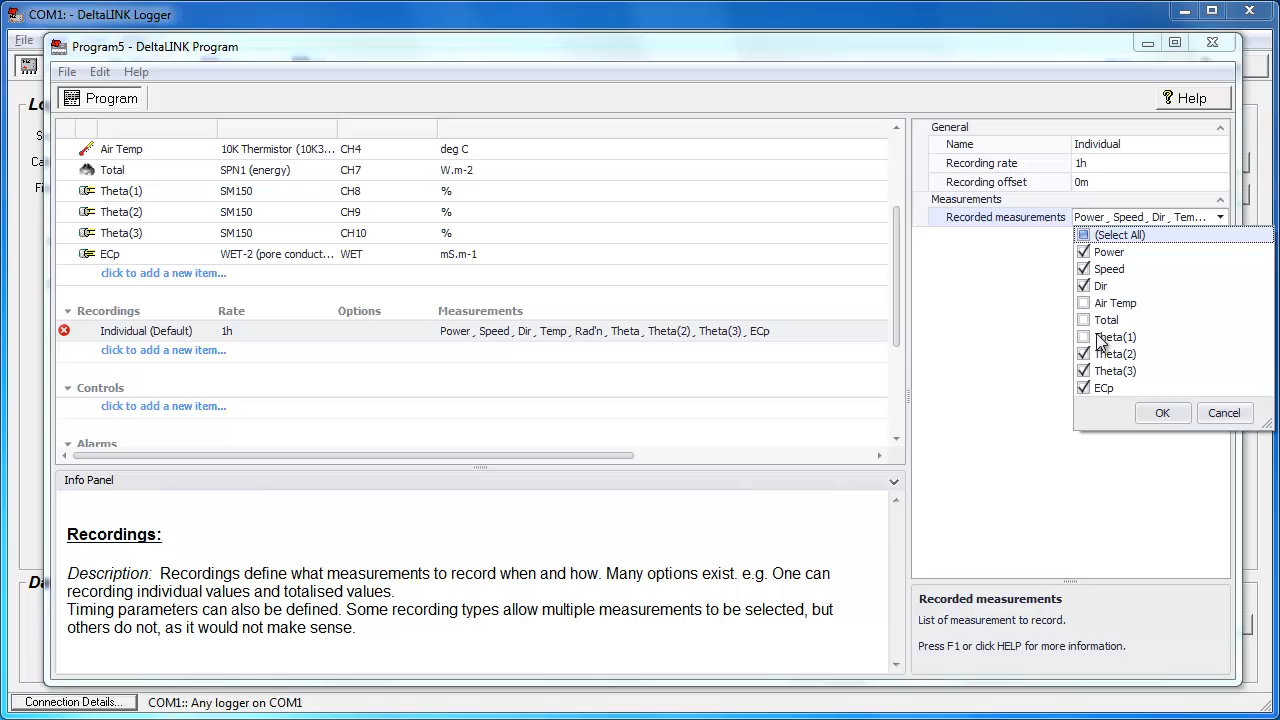 COM1: - DeltaLINK Logger
File
Program5 - DeltaLINK Program
File Edit Help
Program
? Help
Air Temp 10K Thermistor (10K3... CH4 deg C
Total SPN1 (energy) CH7 W.m-2
Theta(1) SM150 CH8 %
Theta(2) SM150 CH9 %
Theta(3) SM150 CH10 %
ECp WET-2 (pore conduct... WET mS.m-1
click to add a new item...
Recordings Rate Options Measurements
Individual (Default) 1h Power , Speed , Dir , Temp , Rad'n , Theta , Theta(2) , Theta(3) , ECp
click to add a new item...
Controls
click to add a new item...
Alarms
General
Name Individual
Recording rate 1h
Recording offset 0m
Measurements
Recorded measurements Power , Speed , Dir , Tem...
(Select All)
Power
Speed
Dir
Air Temp
Total
Theta(1)
Theta(2)
Theta(3)
ECp
OK Cancel
Info Panel
Recordings:
Description: Recordings define what measurements to record when and how. Many options exist, e.g. One can
recording individual values and totalised values.
Timing parameters can also be defined. Some recording types allow multiple measurements to be selected, but
others do not, as it would not make sense.
Recorded measurements
List of measurement to record.
Press F1 or click HELP for more information.
Connection Details... COM1:: Any logger on COM1